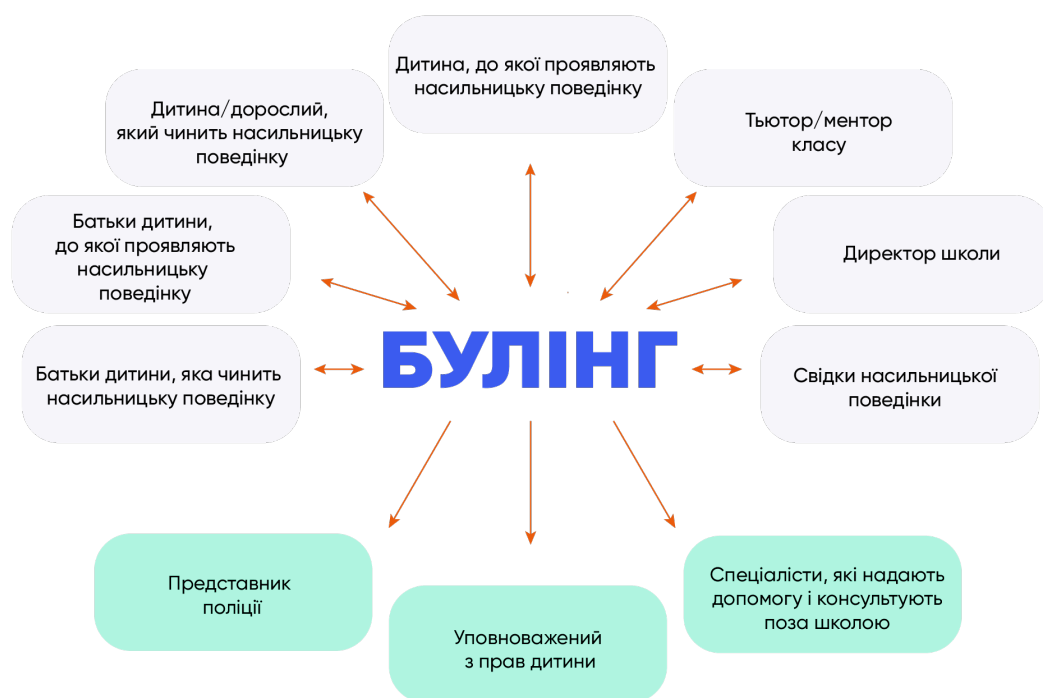 Дитина, до якої проявляють
насильницьку поведінку
Дитина/дорослий,
який чинить насильницьку
поведінку
Тьютор/ментор
класу
Батьки дитини,
до якої проявляють
насильницьку
поведінку
Директор школи
БУЛІНГ
Батьки дитини, яка чинить
насильницьку поведінку
Свідки насильницької
поведінки
Представник
поліції
Уповноважений
з прав дитини
Спеціалісти, які надають
допомогу і консультують
поза школою